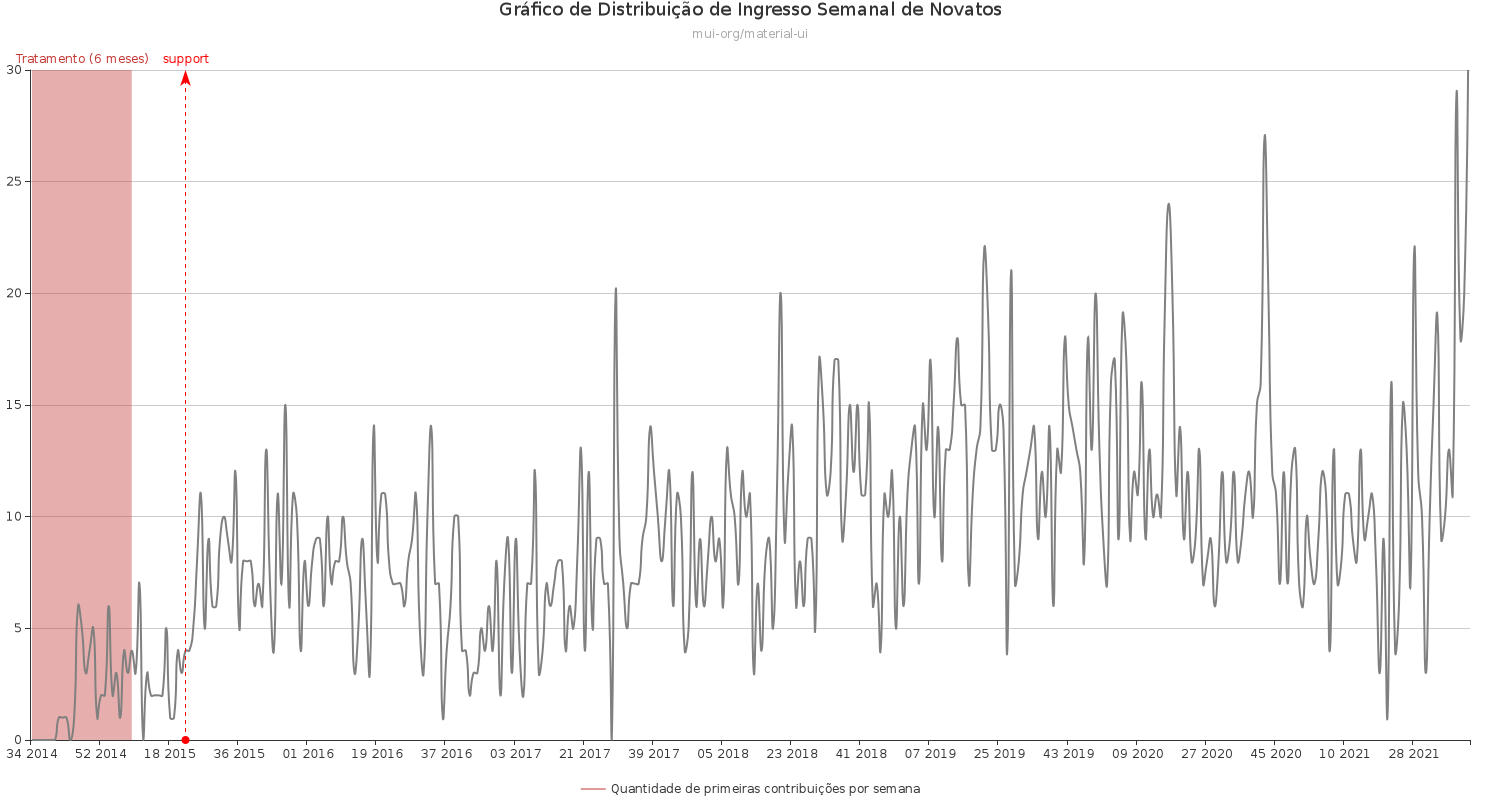 Gráfico de Distribuição de Ingresso Semanal de Novatos
mui-org/material-ui
Tratamento (6 meses) support
30
25
20
15
10
5
0
34 2014 52 2014 18 2015 36 2015 01 2016 19 2016 37 2016 03 2017 21 2017 39 2017 05 2018 23 2018 41 2018 07 2019 25 2019 43 2019 09 2020 27 2020 45 2020 10 2021 28 2021
Quantidade de primeiras contribuições por semana